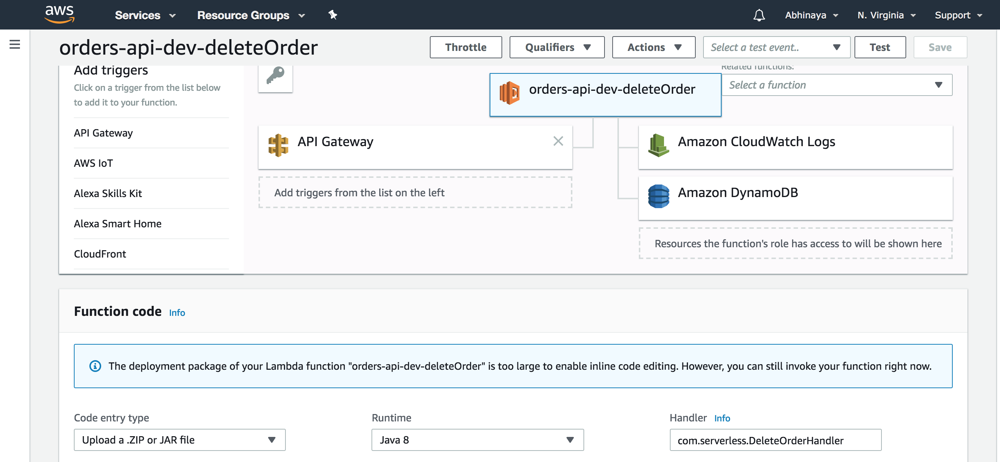 aws
Services
Resource Groups
Abhinaya
N. Virginia
Support
orders-api-dev-deleteOrder
Throttle
Qualifiers
Actions
Select a test event..
Test
Save
Add triggers
Click on a trigger from the list below
to add it to your function.
API Gateway
AWS IoT
Alexa Skills Kit
Alexa Smart Home
CloudFront
orders-api-dev-deleteOrder
Related functions:
Select a function
API Gateway
Add triggers from the list on the left
Amazon CloudWatch Logs
Amazon DynamoDB
Resources the function's role has access to will be shown here
Function code Info
The deployment package of your Lambda function "orders-api-dev-deleteOrder" is too large to enable inline code editing. However, you can still invoke your function right now.
Code entry type
Upload a .ZIP or JAR file
Runtime
Java 8
Handler Info
com.serverless.DeleteOrderHandler